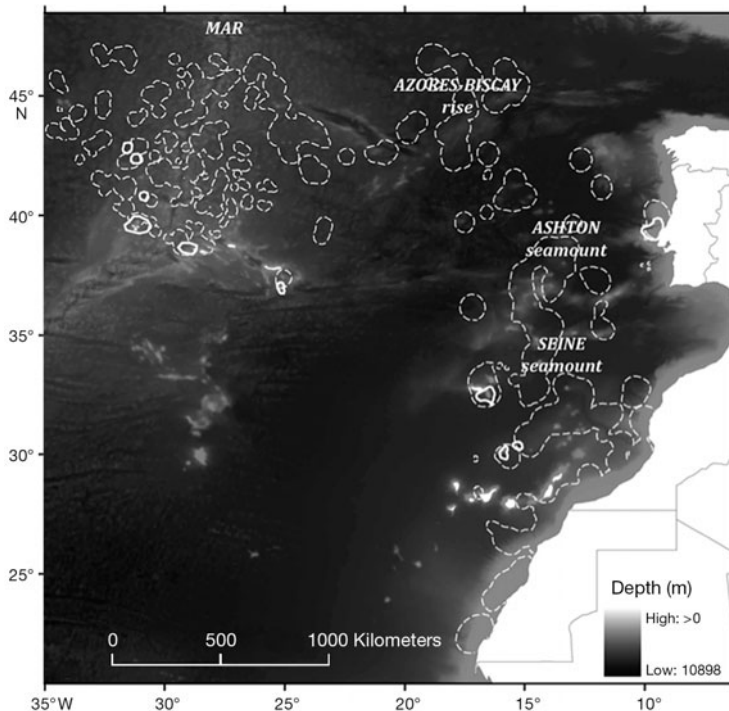 MAR
AZORES-BISCAY
rise
45°
N
40°
ASHTON
seamount
35°
SEINE
seamount
30°
25°
Depth (m)
High: >0
Low: 10898
0 500 1000 Kilometers
35°W 30° 25° 20° 15° 10°